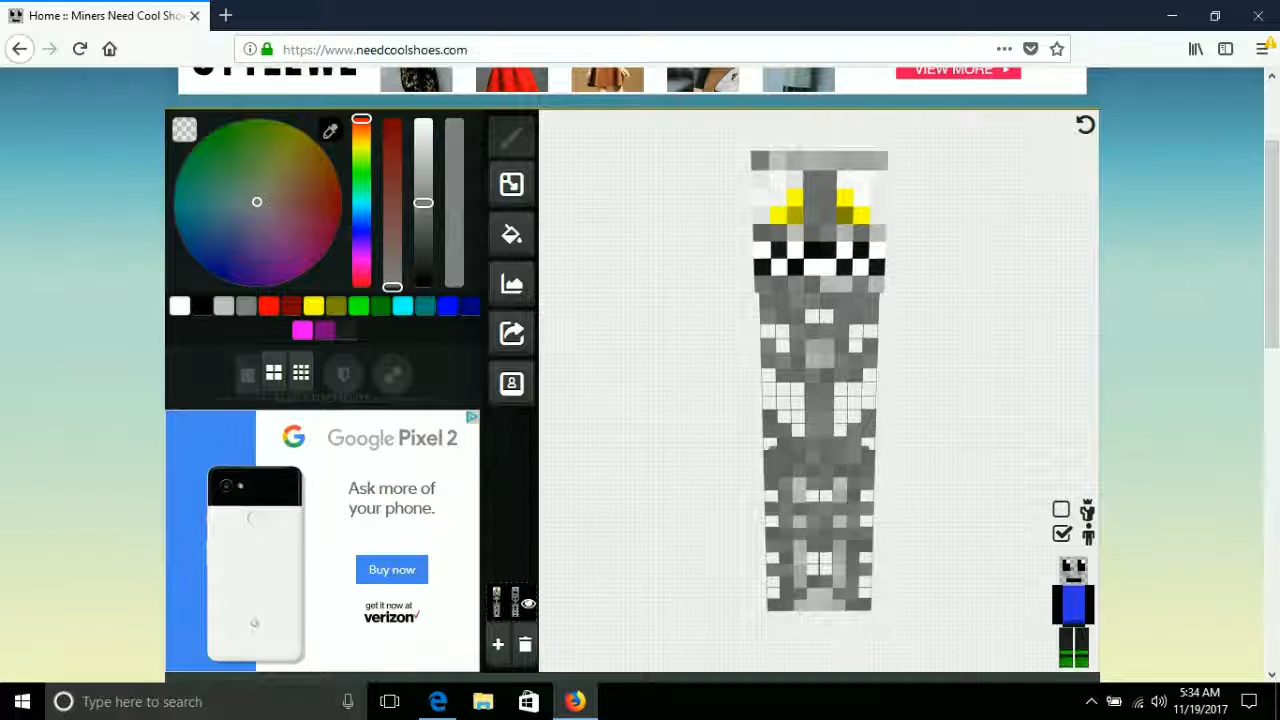 Home :: Miners Need Cool Sho
https://www.needcoolshoes.com
STYLEWE
VIEW MORE
Google Pixel 2
Ask more of
your phone.
Buy now
get it now at
verizon
Type here to search
5:34 AM
11/19/2017